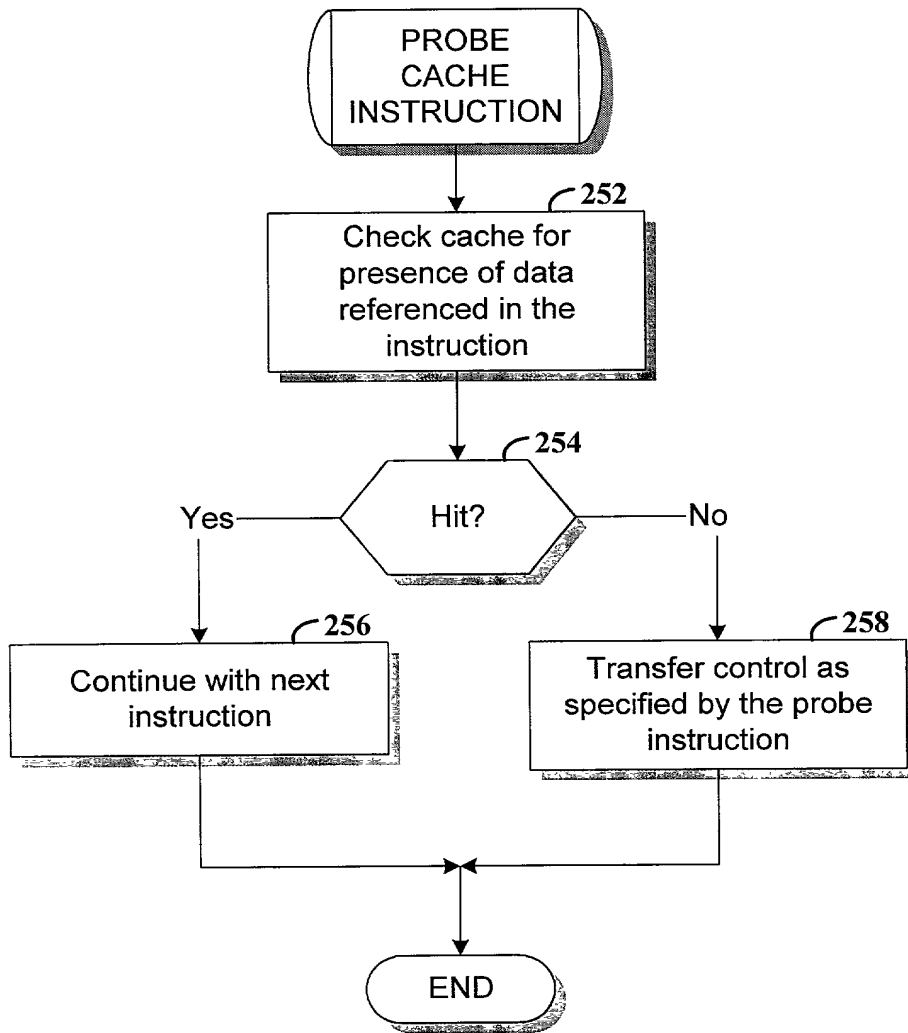 PROBE
CACHE
INSTRUCTION
252
Check cache for
presence of data
referenced in the
instruction
254
Hit?
Yes
No
256
Continue with next
instruction
258
Transfer control as
specified by the probe
instruction
END